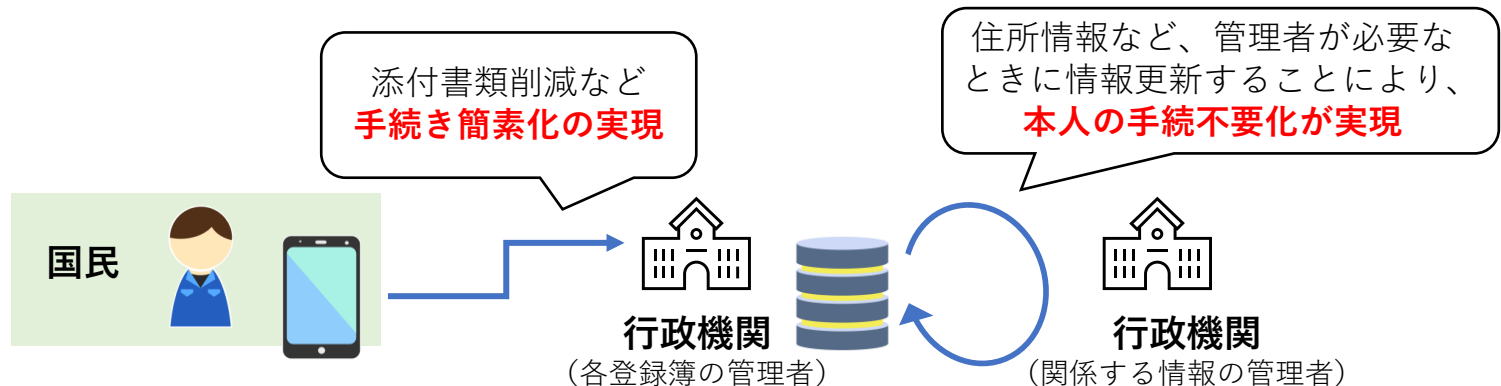 添付書類削減など
手続き簡素化の実現
住所情報など、管理者が必要な
ときに情報更新することにより、
本人の手続不要化が実現
国民
行政機関
（各登録簿の管理者）
行政機関
（関係する情報の管理者）